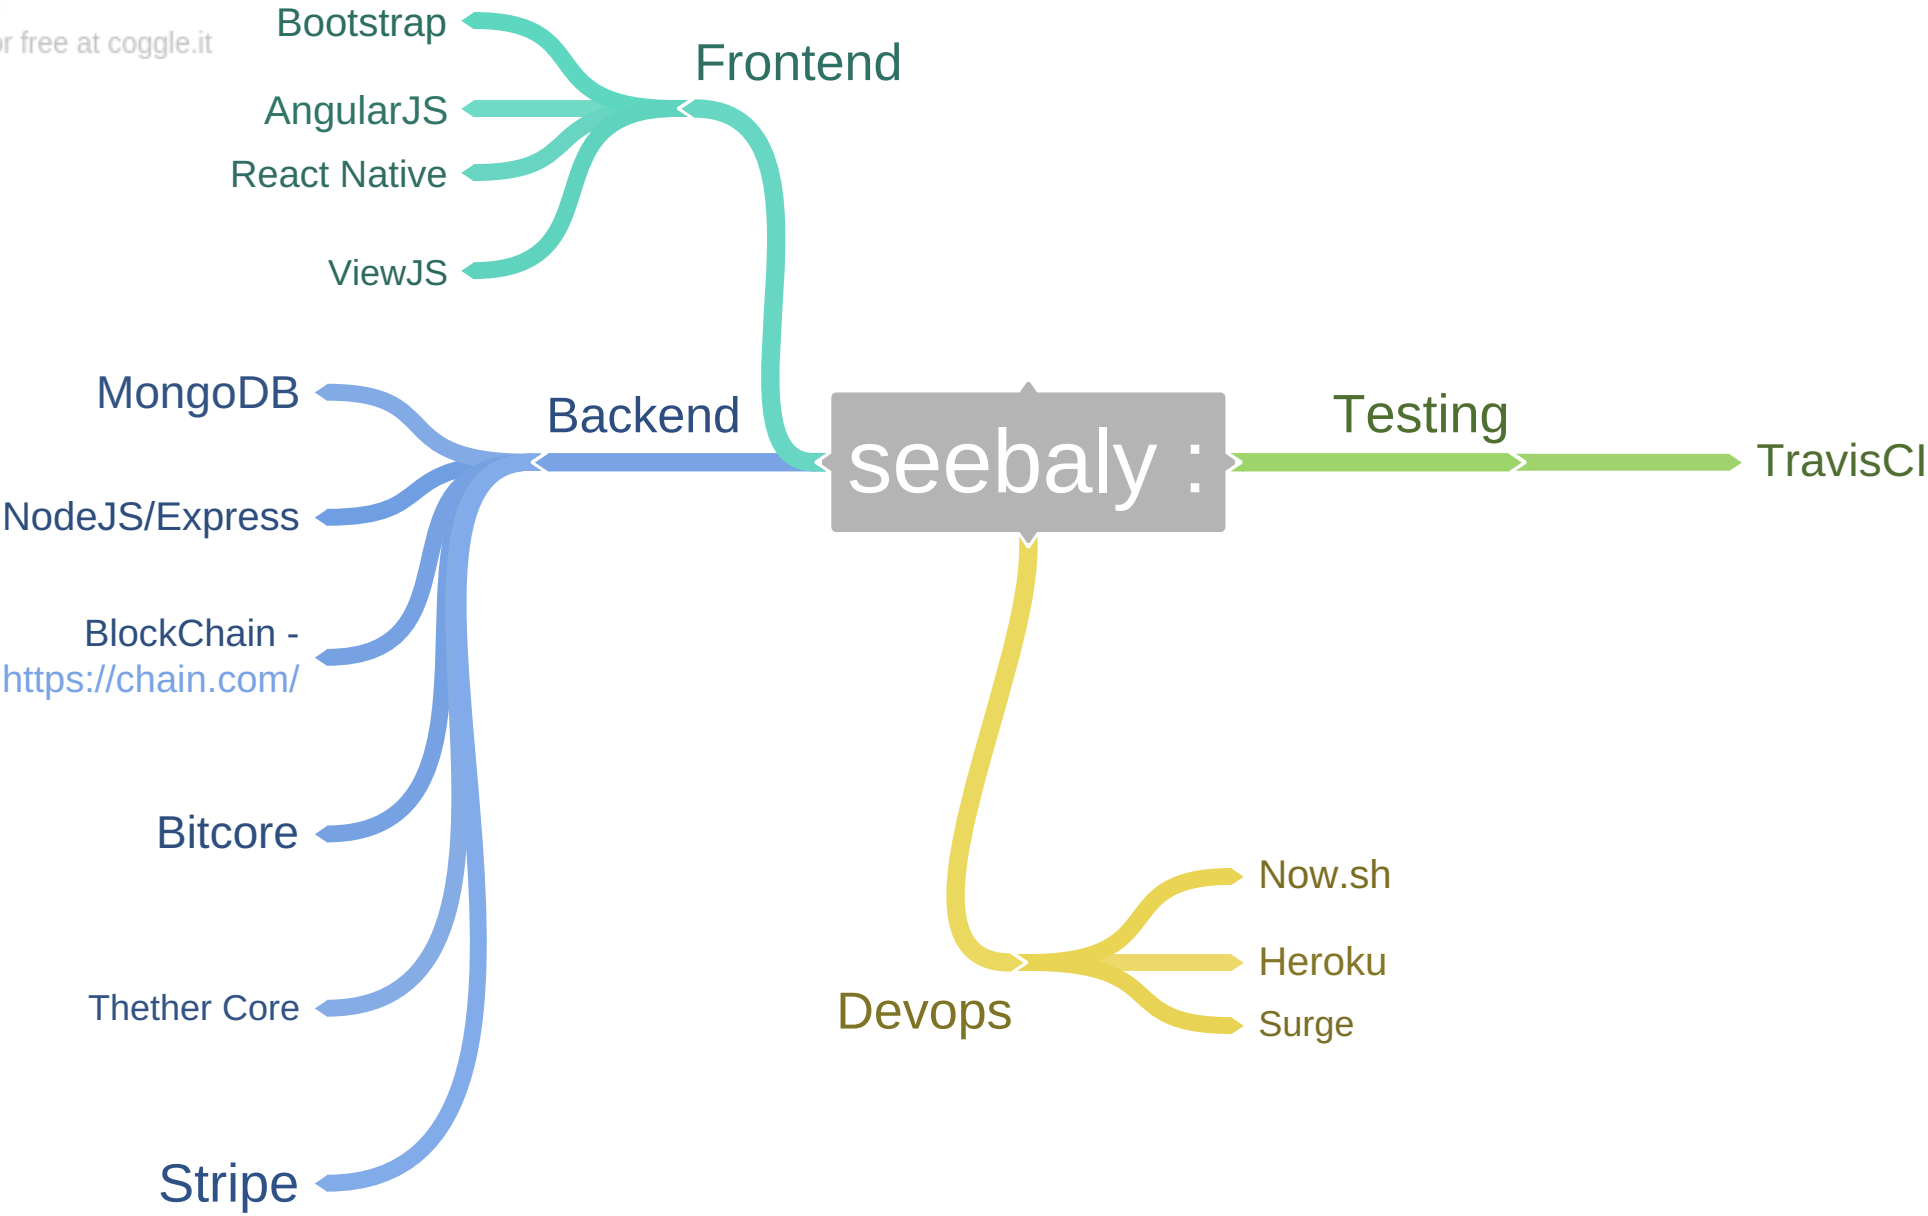 r free at coggle.it
Bootstrap
Frontend
AngularJS
React Native
ViewJS
MongoDB
Backend
NodeJS/Express
BlockChain -
https://chain.com/
Bitcore
Thether Core
Stripe
seebaly :
Testing
TravisCI
Devops
Now.sh
Heroku
Surge